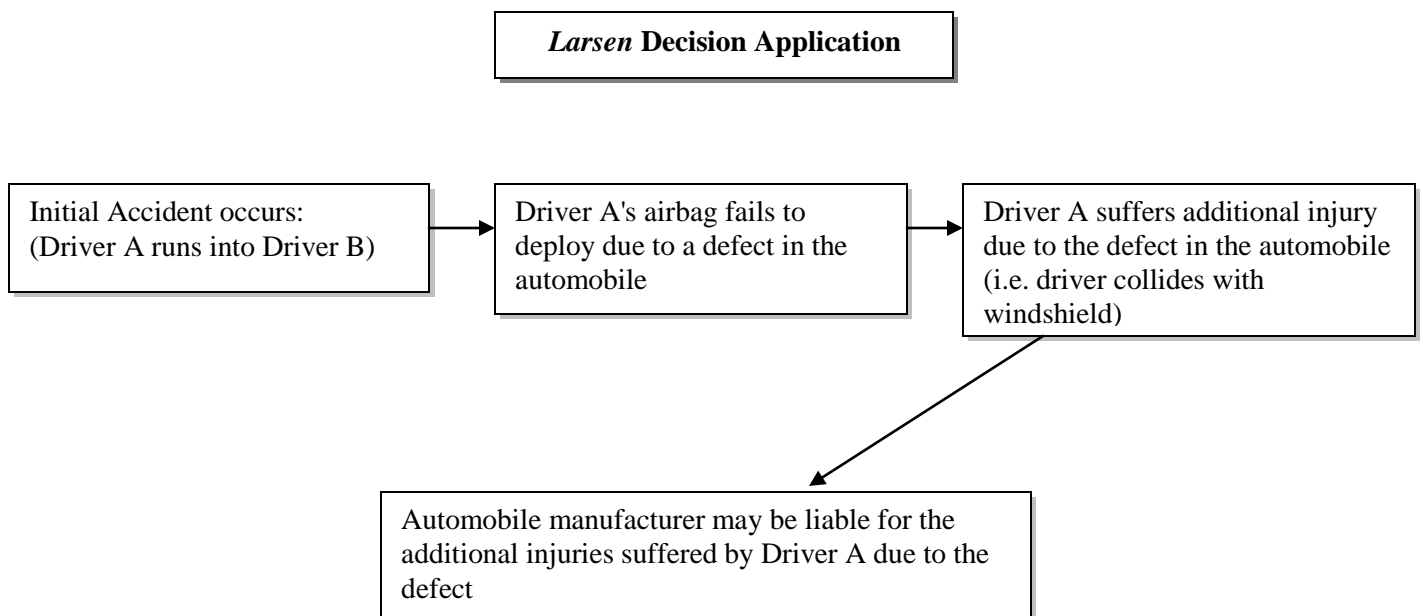 Larsen Decision Application
Initial Accident occurs:
(Driver A runs into Driver B)
Driver A's airbag fails to
deploy due to a defect in the
automobile
Driver A suffers additional injury
due to the defect in the automobile
(i.e. driver collides with
windshield)
Automobile manufacturer may be liable for the
additional injuries suffered by Driver A due to the
defect